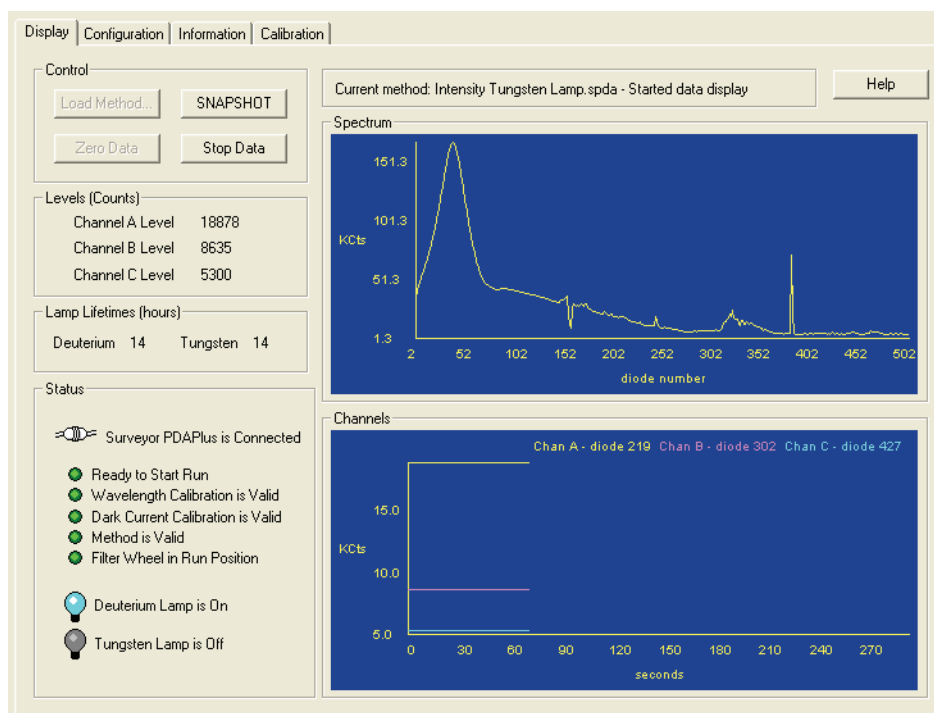 Display
Configuration
Information
Calibration
Control
Load Method...
SNAPSHOT
Zero Data
Stop Data
Levels (Counts)
Channel A Level 18878
Channel B Level 8635
Channel C Level 5300
Lamp Lifetimes (hours)
Deuterium 14 Tungsten 14
Status
Surveyor PDAPlus is Connected
Ready to Start Run
Wavelength Calibration is Valid
Dark Current Calibration is Valid
Method is Valid
Filter Wheel in Run Position
Deuterium Lamp is On
Tungsten Lamp is Off
Current method: Intensity Tungsten Lamp.spda - Started data display
Help
Spectrum
151.3
101.3
KCts
51.3
1.3
2 52 102 152 202 252 302 352 402 452 502
diode number
Channels
Chan A - diode 219 Chan B - diode 302 Chan C - diode 427
15.0
KCts
10.0
5.0
0 30 60 90 120 150 180 210 240 270
seconds